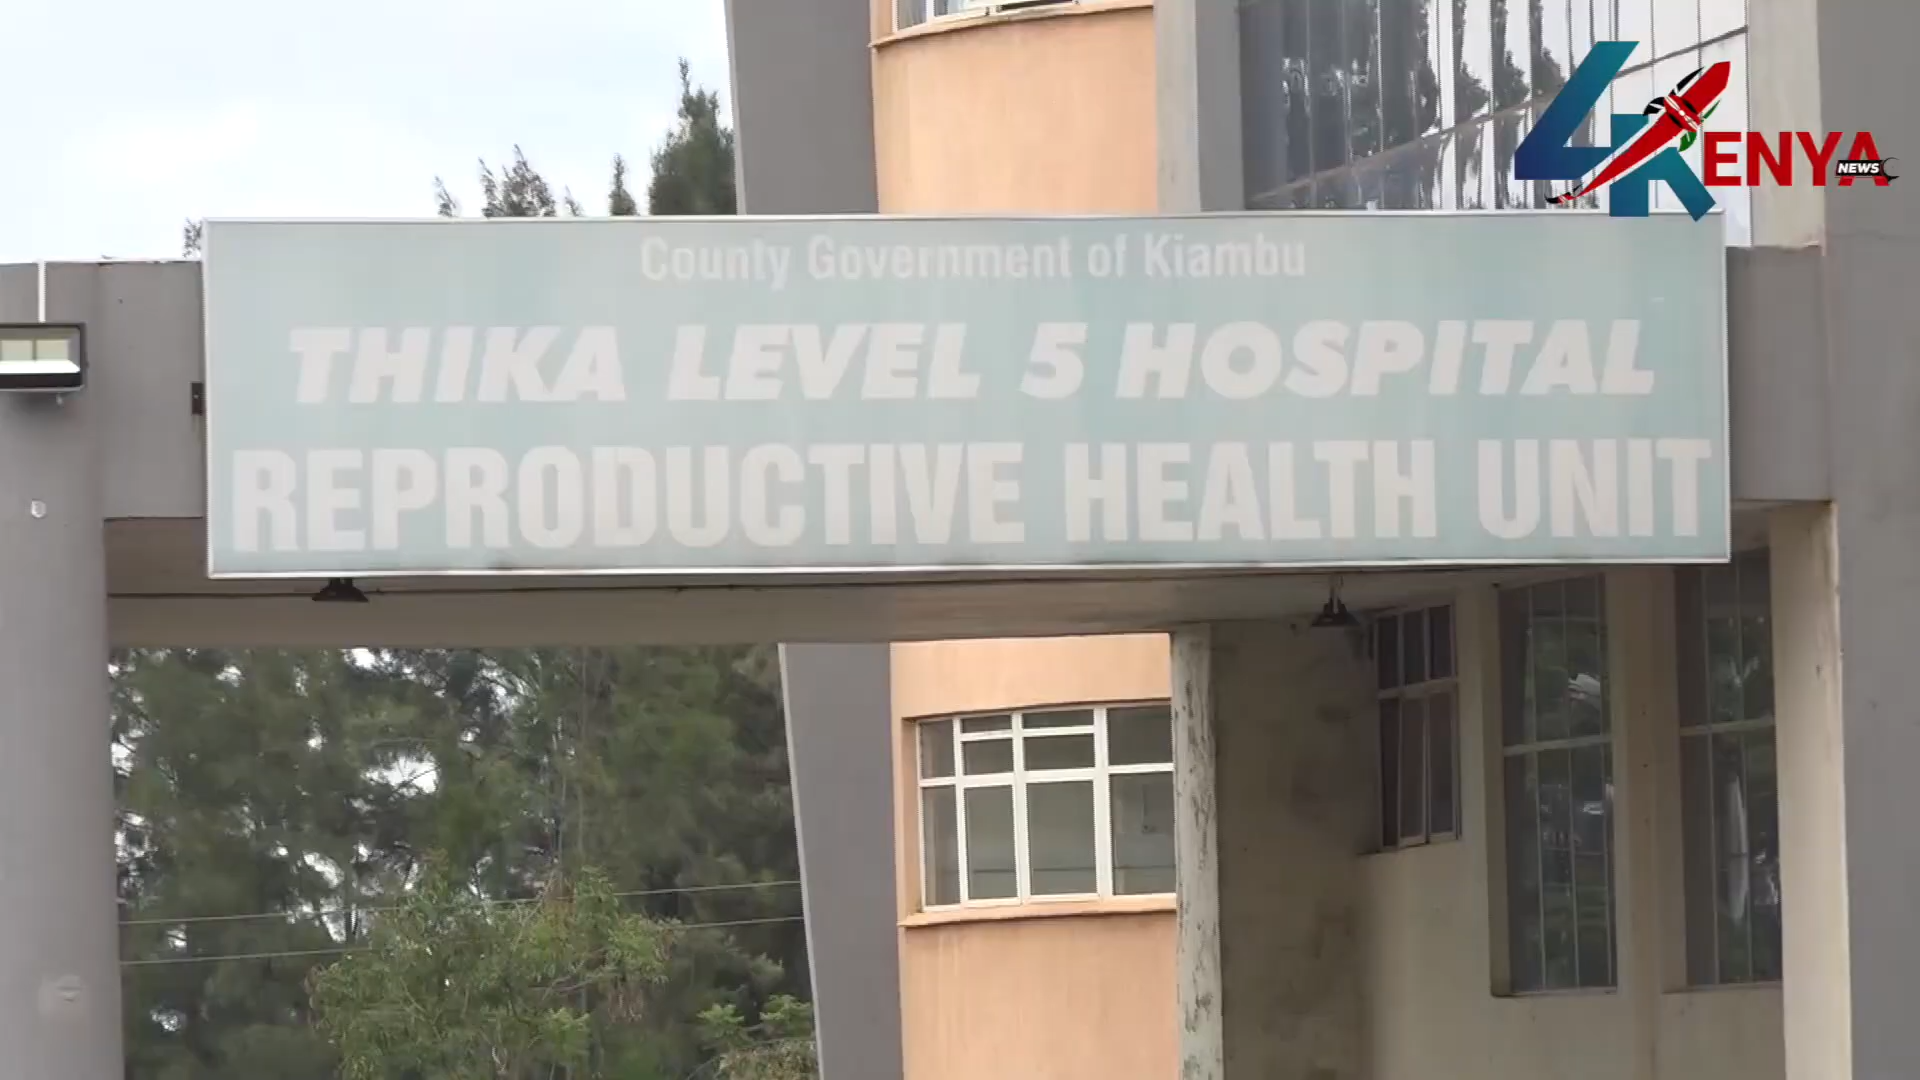 4KENYA
NEWS
County Government of Kiambu
THIKA LEVEL 5 HOSPITAL
REPRODUCTIVE HEALTH UNIT